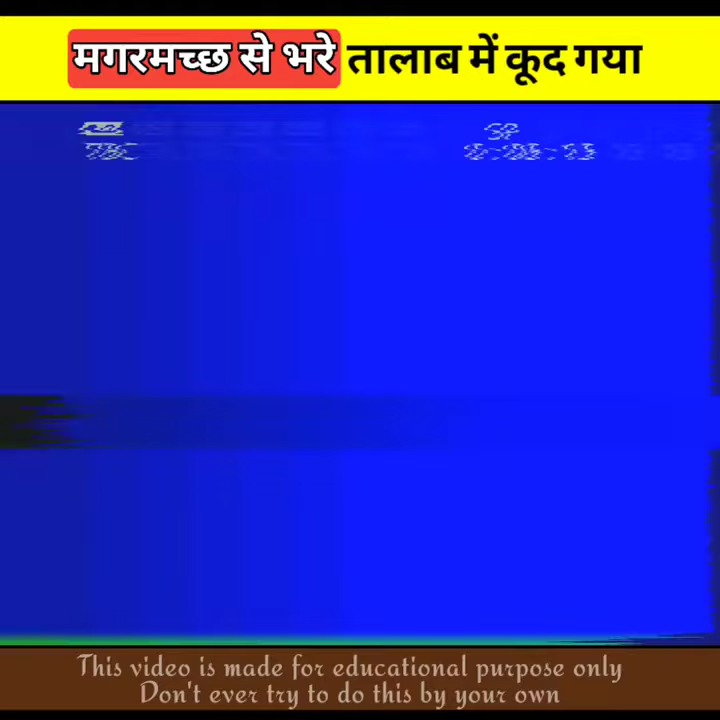 मगरमच्छ से भरे तालाब में कूद गया
SP
This video is made for educational purpose only
Don't ever try to do this by your own